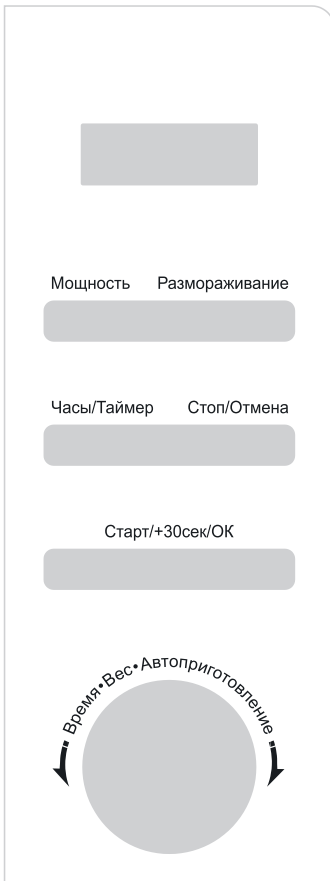 Мощность Размораживание
Часы/Таймер Стоп/Отмена
Старт/+30сек/ОК
Время•Вес•Автоприготовление